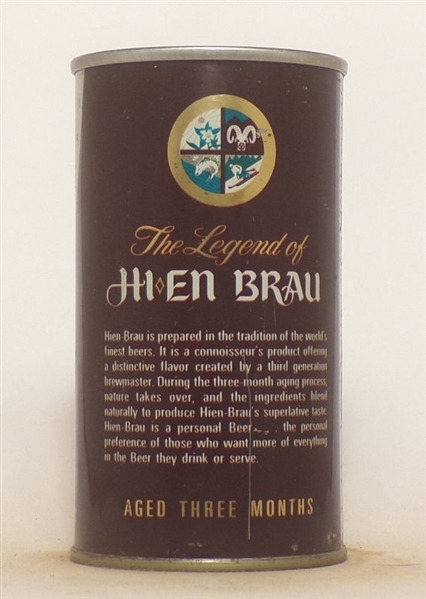 The Legend of
HI◇EN BRAU
Hien-Brau is prepared in the tradition of the world's
finest beers. It is a connoisseur's product offering
a distinctive flavor created by a third generation
brewmaster. During the three-month aging process,
nature takes over, and the ingredients blend
naturally to produce Hien-Brau's superlative taste.
Hien-Brau is a personal Beer... the personal
preference of those who want more of everything
in the Beer they drink or serve.
AGED THREE MONTHS